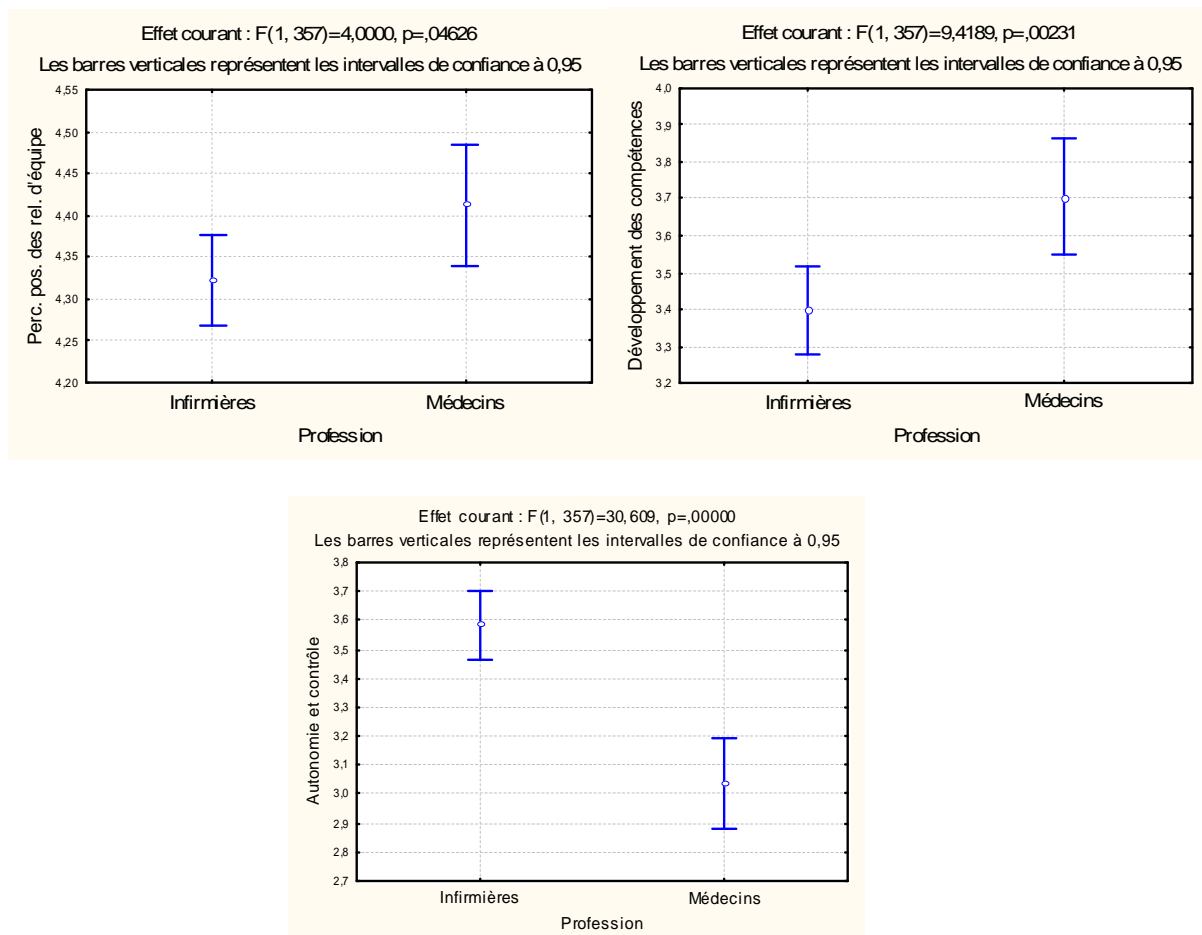 Effet courant : F(1, 357)=4,0000, p=,04626
Les barres verticales représentent les intervalles de confiance à 0,95
4,55
4,50
4,45
4,40
4,35
4,30
4,25
4,20
Perc. pos. des rel. d'équipe
Infirmières Médecins
Profession
Effet courant : F(1, 357)=9,4189, p=,00231
Les barres verticales représentent les intervalles de confiance à 0,95
4,0
3,9
3,8
3,7
3,6
3,5
3,4
3,3
3,2
Développement des compétences
Infirmières Médecins
Profession
Effet courant : F(1, 357)=30,609, p=,00000
Les barres verticales représentent les intervalles de confiance à 0,95
3,8
3,7
3,6
3,5
3,4
3,3
3,2
3,1
3,0
2,9
2,8
2,7
Autonomie et contrôle
Infirmières Médecins
Profession